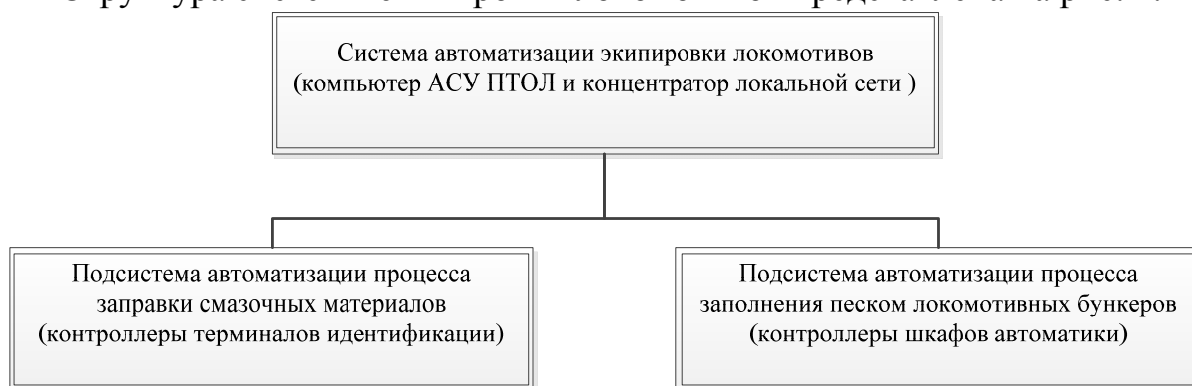 Система автоматизации экипировки локомотивов
(компьютер АСУ ПТОЛ и концентратор локальной сети )
Подсистема автоматизации процесса
заправки смазочных материалов
(контроллеры терминалов идентификации)
Подсистема автоматизации процесса
заполнения песком локомотивных бункеров
(контроллеры шкафов автоматики)